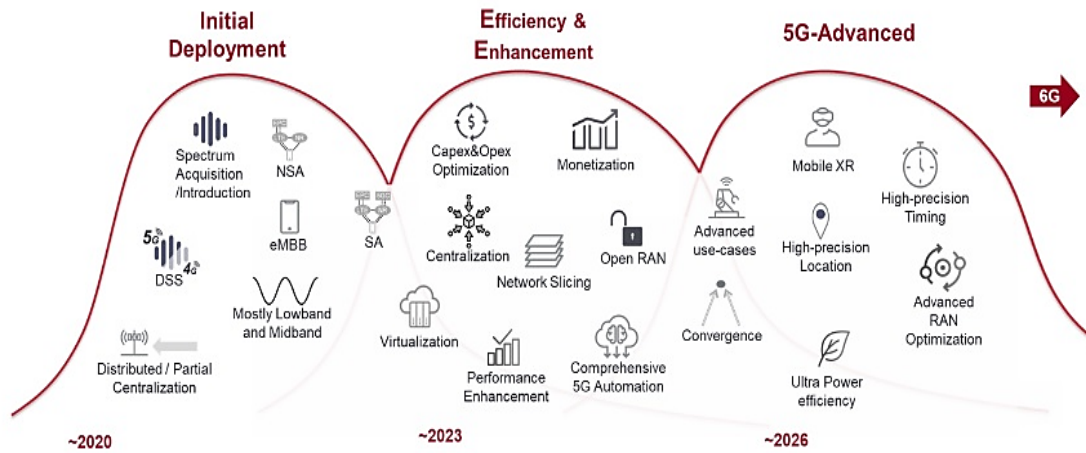 Initial
Deployment
Efficiency &
Enhancement
5G-Advanced
6G
Spectrum
Acquisition
/Introduction
NSA
eMBB
SA
5G
4G
DSS
Mostly Lowband
and Midband
Distributed / Partial
Centralization
Capex&Opex
Optimization
Monetization
Centralization
Network Slicing
Open RAN
Virtualization
Performance
Enhancement
Comprehensive
5G Automation
Advanced
use-cases
Convergence
Mobile XR
High-precision
Timing
High-precision
Location
Advanced
RAN
Optimization
Ultra Power
efficiency
~2020
~2023
~2026